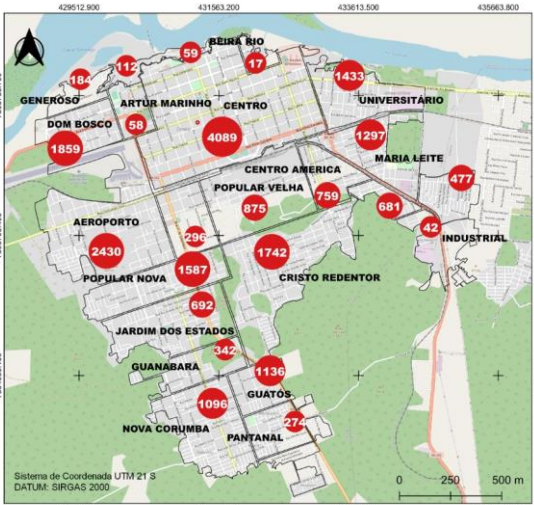 429512.900 431563.200 433613.500 435663.800
BEIRA RIO
59
17
112
184
1433
GENEROSO
ARTUR MARINHO
CENTRO
UNIVERSITÁRIO
DOM BOSCO
58
4089
1297
1859
MARIA LEITE
CENTRO AMERICA
477
POPULAR VELHA
759
875
681
AEROPORTO
42
INDUSTRIAL
296
2430
1742
1587
POPULAR NOVA
CRISTO REDENTOR
692
JARDIM DOS ESTADOS
342
GUANABARA
1136
GUATÓS
1096
274
NOVA CORUMBA
PANTANAL
Sistema de Coordenada UTM 21 S
DATUM: SIRGAS 2000
0 250 500 m